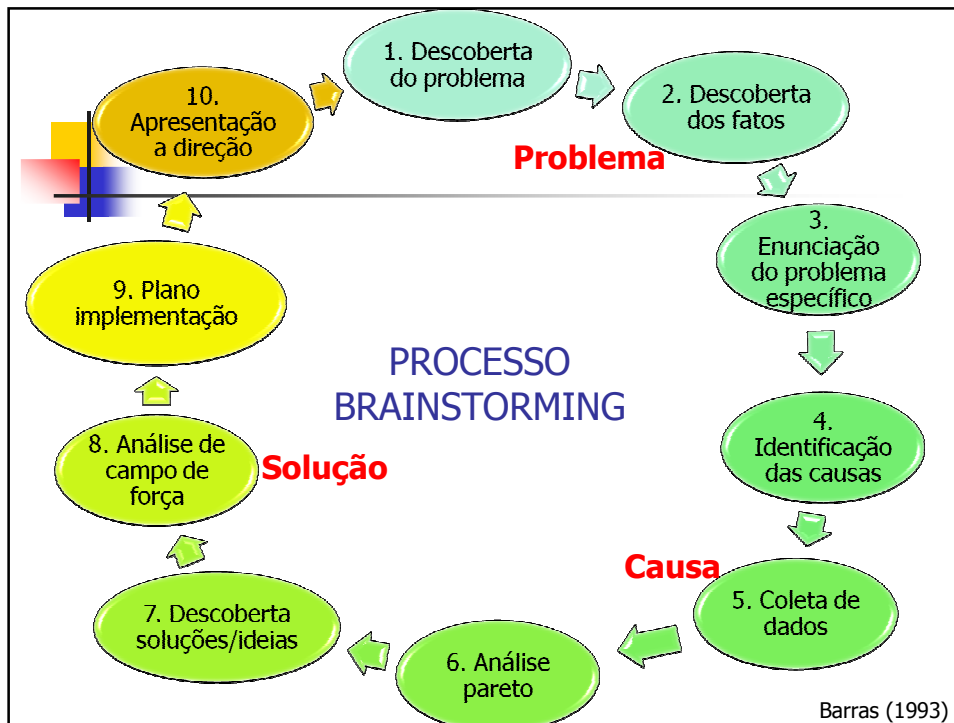 1. Descoberta
do problema
2. Descoberta
dos fatos
Problema
3.
Enunciação
do problema
específico
4.
Identificação
das causas
Causa
5. Coleta de
dados
6. Análise
pareto
7. Descoberta
soluções/ideias
8. Análise de
campo de
força
Solução
9. Plano
implementação
10.
Apresentação
a direção
PROCESSO
BRAINSTORMING
Barras (1993)